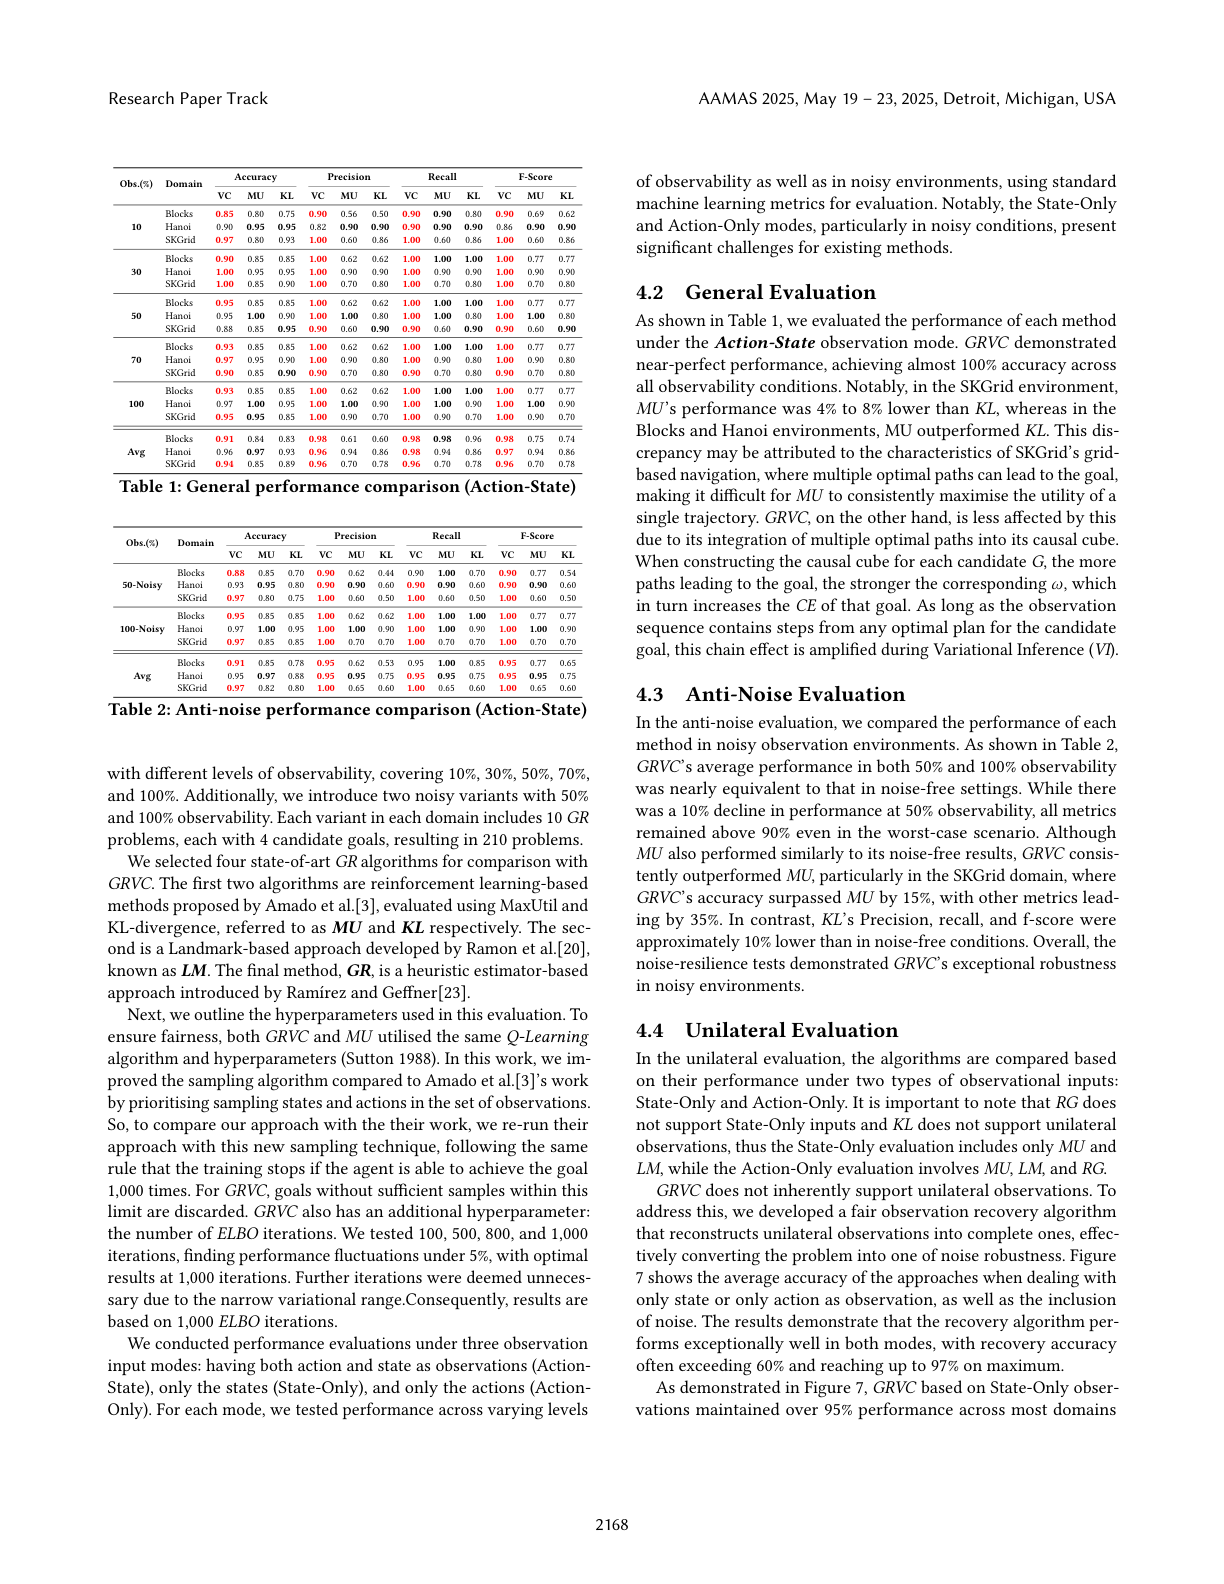 Research Paper Track
AAMAS 2025, May 19 – 23, 2025, Detroit, Michigan, USA
Obs.(%) Domain Accuracy Precision Recall F-Score
VC MU KL VC MU KL VC MU KL VC MU KL
Blocks 0.85 0.80 0.75 0.90 0.56 0.50 0.90 0.90 0.80 0.90 0.69 0.62
10 Hanoi 0.90 0.95 0.95 0.82 0.90 0.90 0.90 0.90 0.90 0.86 0.90 0.90
SKGrid 0.97 0.80 0.93 1.00 0.60 0.86 1.00 0.60 0.86 1.00 0.60 0.86
Blocks 0.90 0.85 0.85 1.00 0.62 0.62 1.00 1.00 1.00 1.00 0.77 0.77
30 Hanoi 1.00 0.95 0.95 1.00 0.90 0.90 1.00 0.90 0.90 1.00 0.90 0.90
SKGrid 1.00 0.85 0.90 1.00 0.70 0.80 1.00 0.70 0.80 1.00 0.70 0.80
Blocks 0.95 0.85 0.85 1.00 0.62 0.62 1.00 1.00 1.00 1.00 0.77 0.77
50 Hanoi 0.95 1.00 0.90 1.00 1.00 0.80 1.00 1.00 0.80 1.00 1.00 0.80
SKGrid 0.88 0.85 0.95 0.90 0.60 0.90 0.90 0.60 0.90 0.90 0.60 0.90
Blocks 0.93 0.85 0.85 1.00 0.62 0.62 1.00 1.00 1.00 1.00 0.77 0.77
70 Hanoi 0.97 0.95 0.90 1.00 0.90 0.80 1.00 0.90 0.80 1.00 0.90 0.80
SKGrid 0.90 0.85 0.90 0.90 0.70 0.80 0.90 0.70 0.80 0.90 0.70 0.80
Blocks 0.93 0.85 0.85 1.00 0.62 0.62 1.00 1.00 1.00 1.00 0.77 0.77
100 Hanoi 0.97 1.00 0.95 1.00 1.00 0.90 1.00 1.00 0.90 1.00 1.00 0.90
SKGrid 0.95 0.95 0.85 1.00 0.90 0.70 1.00 0.90 0.70 1.00 0.90 0.70
Blocks 0.91 0.84 0.83 0.98 0.61 0.60 0.98 0.98 0.96 0.98 0.75 0.74
Avg Hanoi 0.96 0.97 0.93 0.96 0.94 0.86 0.98 0.94 0.86 0.97 0.94 0.86
SKGrid 0.94 0.85 0.89 0.96 0.70 0.78 0.96 0.70 0.78 0.96 0.70 0.78
Table 1: General performance comparison (Action-State)
Obs.(%) Domain Accuracy Precision Recall F-Score
VC MU KL VC MU KL VC MU KL VC MU KL
Blocks 0.88 0.85 0.70 0.90 0.62 0.44 0.90 1.00 0.70 0.90 0.77 0.54
50-Noisy Hanoi 0.93 0.95 0.80 0.90 0.90 0.60 0.90 0.90 0.60 0.90 0.90 0.60
SKGrid 0.97 0.80 0.75 1.00 0.60 0.50 1.00 0.60 0.50 1.00 0.60 0.50
Blocks 0.95 0.85 0.85 1.00 0.62 0.62 1.00 1.00 1.00 1.00 0.77 0.77
100-Noisy Hanoi 0.97 1.00 0.95 1.00 1.00 0.90 1.00 1.00 0.90 1.00 1.00 0.90
SKGrid 0.97 0.85 0.85 1.00 0.70 0.70 1.00 0.70 0.70 1.00 0.70 0.70
Blocks 0.91 0.85 0.78 0.95 0.62 0.53 0.95 1.00 0.85 0.95 0.77 0.65
Avg Hanoi 0.95 0.97 0.88 0.95 0.95 0.75 0.95 0.95 0.75 0.95 0.95 0.75
SKGrid 0.97 0.82 0.80 1.00 0.65 0.60 1.00 0.65 0.60 1.00 0.65 0.60
Table 2: Anti-noise performance comparison (Action-State)
with different levels of observability, covering 10%, 30%, 50%, 70%,
and 100%. Additionally, we introduce two noisy variants with 50%
and 100% observability. Each variant in each domain includes 10 GR
problems, each with 4 candidate goals, resulting in 210 problems.
We selected four state-of-art GR algorithms for comparison with
GRVC. The first two algorithms are reinforcement learning-based
methods proposed by Amado et al.[3], evaluated using MaxUtil and
KL-divergence, referred to as MU and KL respectively. The sec-
ond is a Landmark-based approach developed by Ramon et al.[20],
known as LM. The final method, GR, is a heuristic estimator-based
approach introduced by Ramírez and Geffner[23].
Next, we outline the hyperparameters used in this evaluation. To
ensure fairness, both GRVC and MU utilised the same Q-Learning
algorithm and hyperparameters (Sutton 1988). In this work, we im-
proved the sampling algorithm compared to Amado et al.[3]'s work
by prioritising sampling states and actions in the set of observations.
So, to compare our approach with the their work, we re-run their
approach with this new sampling technique, following the same
rule that the training stops if the agent is able to achieve the goal
1,000 times. For GRVC, goals without sufficient samples within this
limit are discarded. GRVC also has an additional hyperparameter:
the number of ELBO iterations. We tested 100, 500, 800, and 1,000
iterations, finding performance fluctuations under 5%, with optimal
results at 1,000 iterations. Further iterations were deemed unneces-
sary due to the narrow variational range.Consequently, results are
based on 1,000 ELBO iterations.
We conducted performance evaluations under three observation
input modes: having both action and state as observations (Action-
State), only the states (State-Only), and only the actions (Action-
Only). For each mode, we tested performance across varying levels
of observability as well as in noisy environments, using standard
machine learning metrics for evaluation. Notably, the State-Only
and Action-Only modes, particularly in noisy conditions, present
significant challenges for existing methods.
4.2 General Evaluation
As shown in Table 1, we evaluated the performance of each method
under the Action-State observation mode. GRVC demonstrated
near-perfect performance, achieving almost 100% accuracy across
all observability conditions. Notably, in the SKGrid environment,
MU's performance was 4% to 8% lower than KL, whereas in the
Blocks and Hanoi environments, MU outperformed KL. This dis-
crepancy may be attributed to the characteristics of SKGrid's grid-
based navigation, where multiple optimal paths can lead to the goal,
making it difficult for MU to consistently maximise the utility of a
single trajectory. GRVC, on the other hand, is less affected by this
due to its integration of multiple optimal paths into its causal cube.
When constructing the causal cube for each candidate G, the more
paths leading to the goal, the stronger the corresponding ω, which
in turn increases the CE of that goal. As long as the observation
sequence contains steps from any optimal plan for the candidate
goal, this chain effect is amplified during Variational Inference (VI).
4.3 Anti-Noise Evaluation
In the anti-noise evaluation, we compared the performance of each
method in noisy observation environments. As shown in Table 2,
GRVC's average performance in both 50% and 100% observability
was nearly equivalent to that in noise-free settings. While there
was a 10% decline in performance at 50% observability, all metrics
remained above 90% even in the worst-case scenario. Although
MU also performed similarly to its noise-free results, GRVC consis-
tently outperformed MU, particularly in the SKGrid domain, where
GRVC's accuracy surpassed MU by 15%, with other metrics lead-
ing by 35%. In contrast, KL's Precision, recall, and f-score were
approximately 10% lower than in noise-free conditions. Overall, the
noise-resilience tests demonstrated GRVC's exceptional robustness
in noisy environments.
4.4 Unilateral Evaluation
In the unilateral evaluation, the algorithms are compared based
on their performance under two types of observational inputs:
State-Only and Action-Only. It is important to note that RG does
not support State-Only inputs and KL does not support unilateral
observations, thus the State-Only evaluation includes only MU and
LM, while the Action-Only evaluation involves MU, LM, and RG.
GRVC does not inherently support unilateral observations. To
address this, we developed a fair observation recovery algorithm
that reconstructs unilateral observations into complete ones, effec-
tively converting the problem into one of noise robustness. Figure
7 shows the average accuracy of the approaches when dealing with
only state or only action as observation, as well as the inclusion
of noise. The results demonstrate that the recovery algorithm per-
forms exceptionally well in both modes, with recovery accuracy
often exceeding 60% and reaching up to 97% on maximum.
As demonstrated in Figure 7, GRVC based on State-Only obser-
vations maintained over 95% performance across most domains
2168